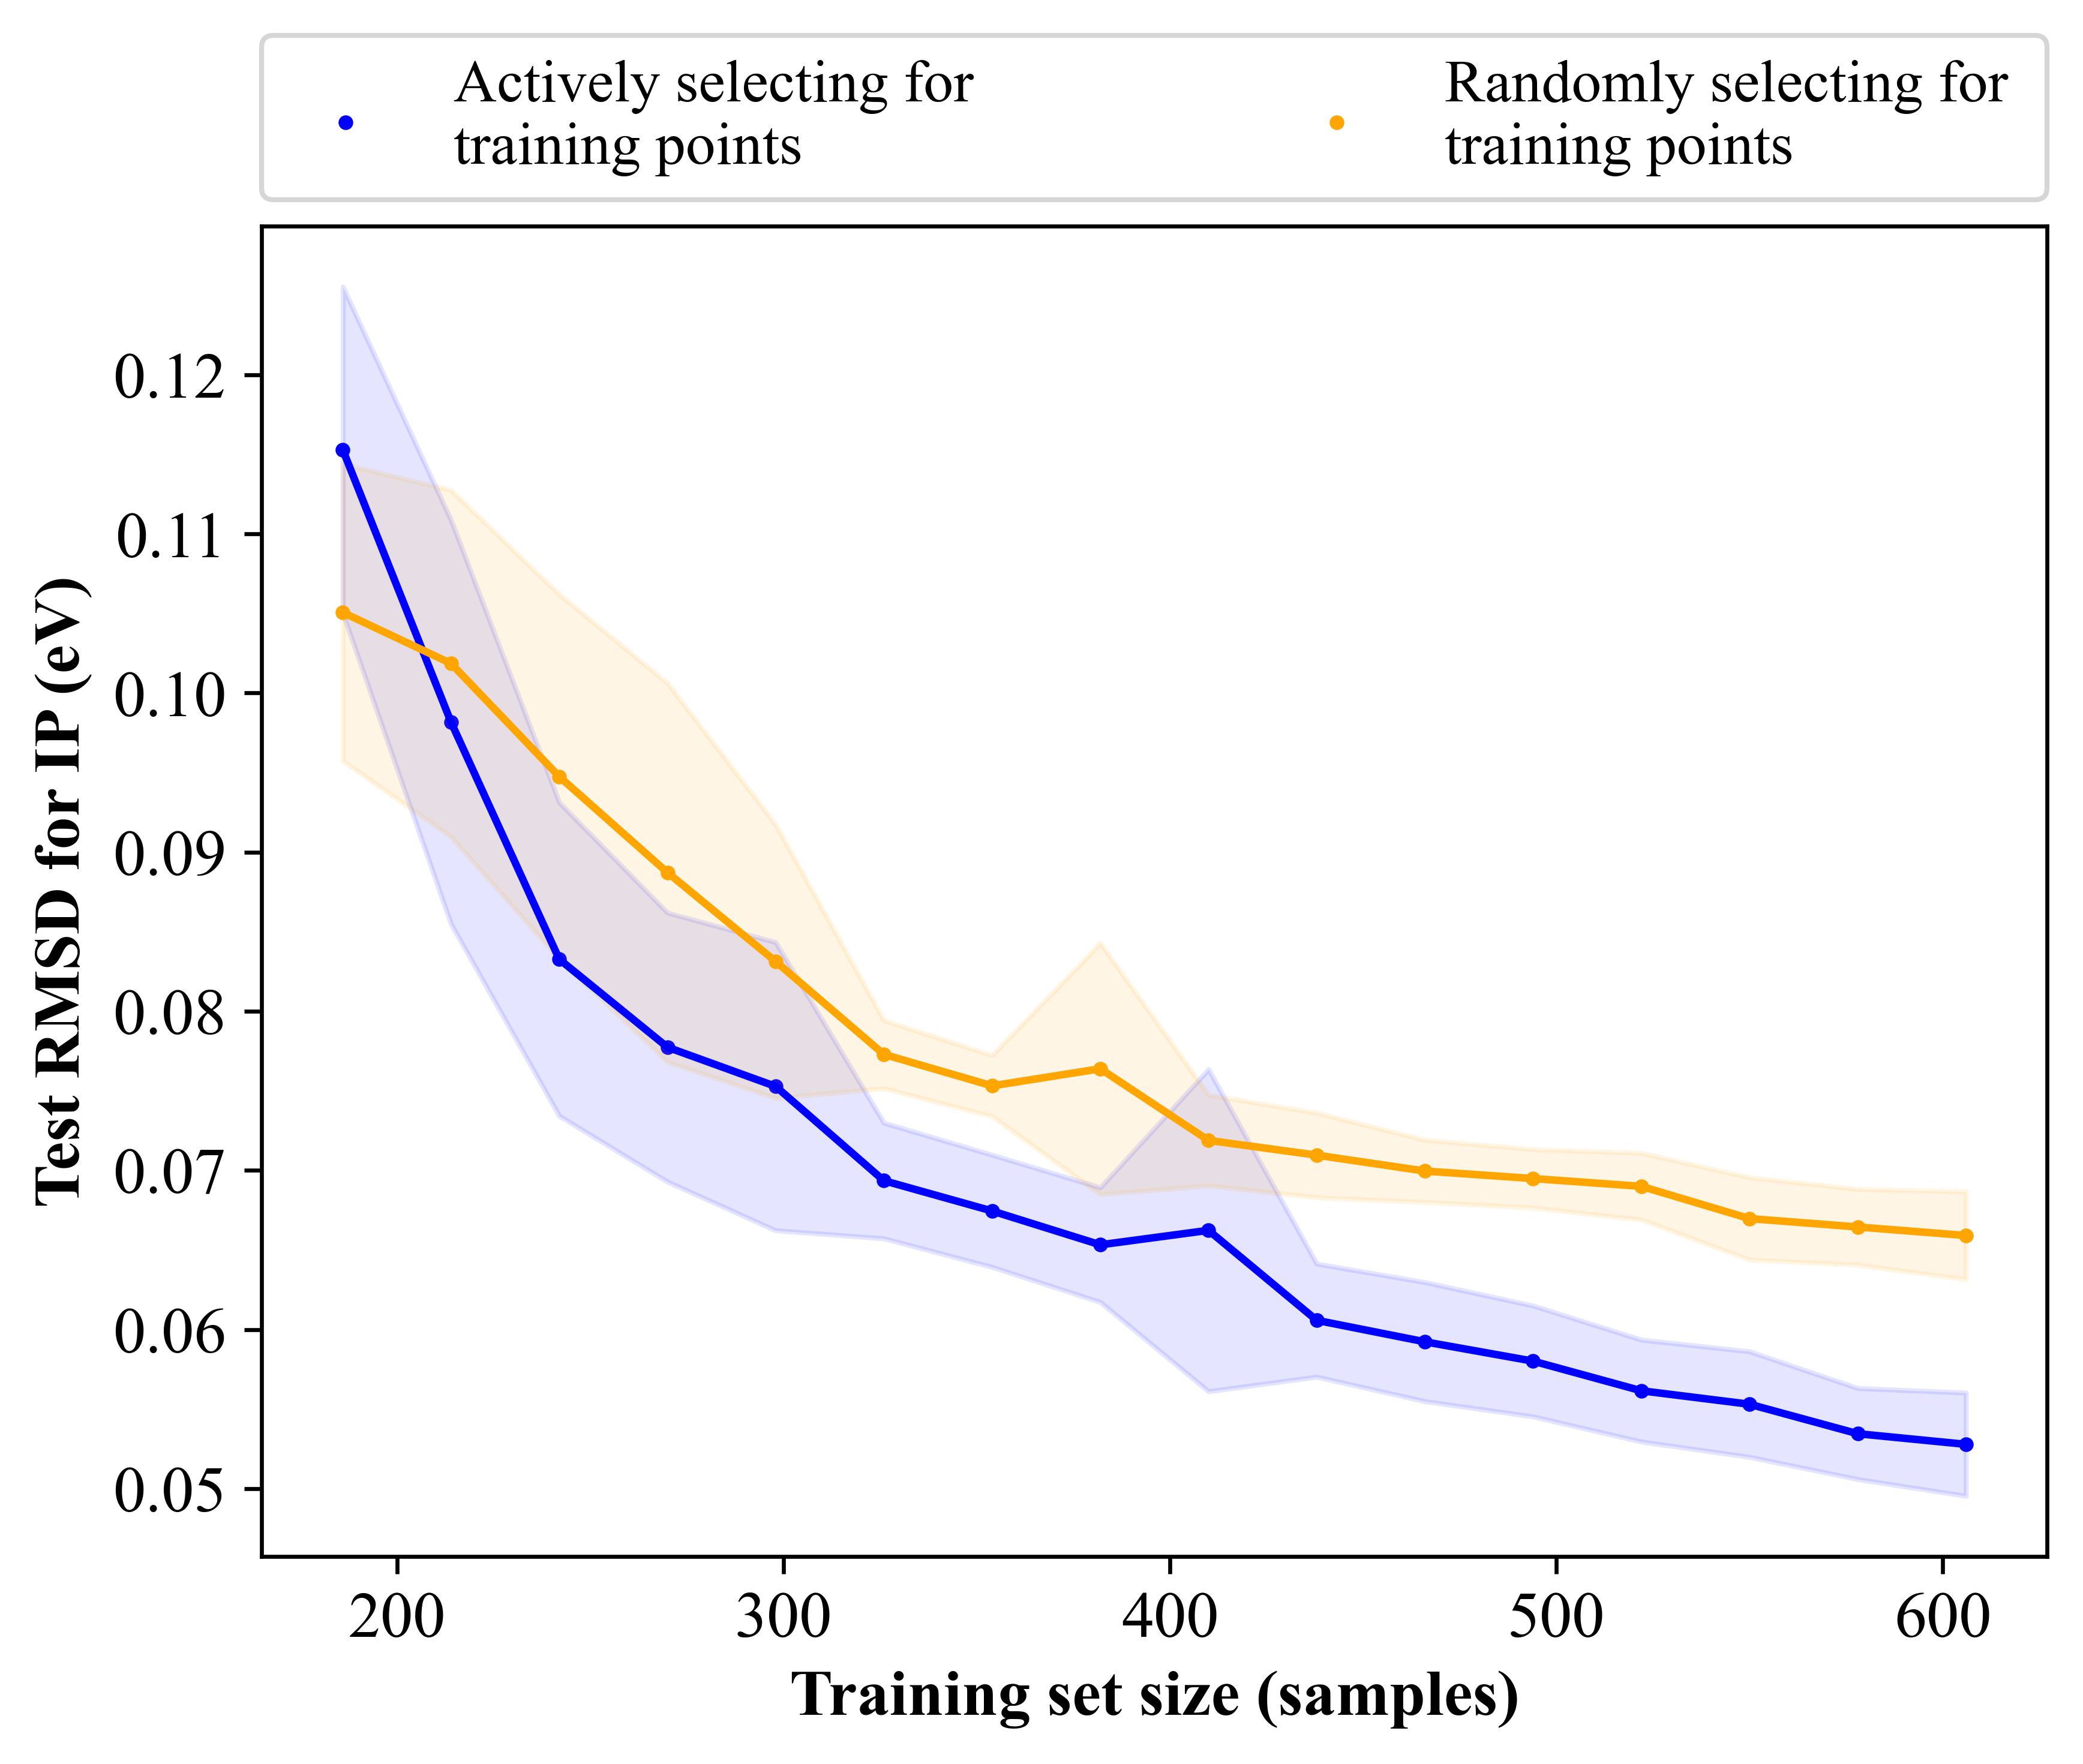 Actively selecting for
training points
Randomly selecting for
training points
0.12
0.11
0.10
0.09
0.08
0.07
0.06
0.05
Test RMSD for IP (eV)
200 300 400 500 600
Training set size (samples)